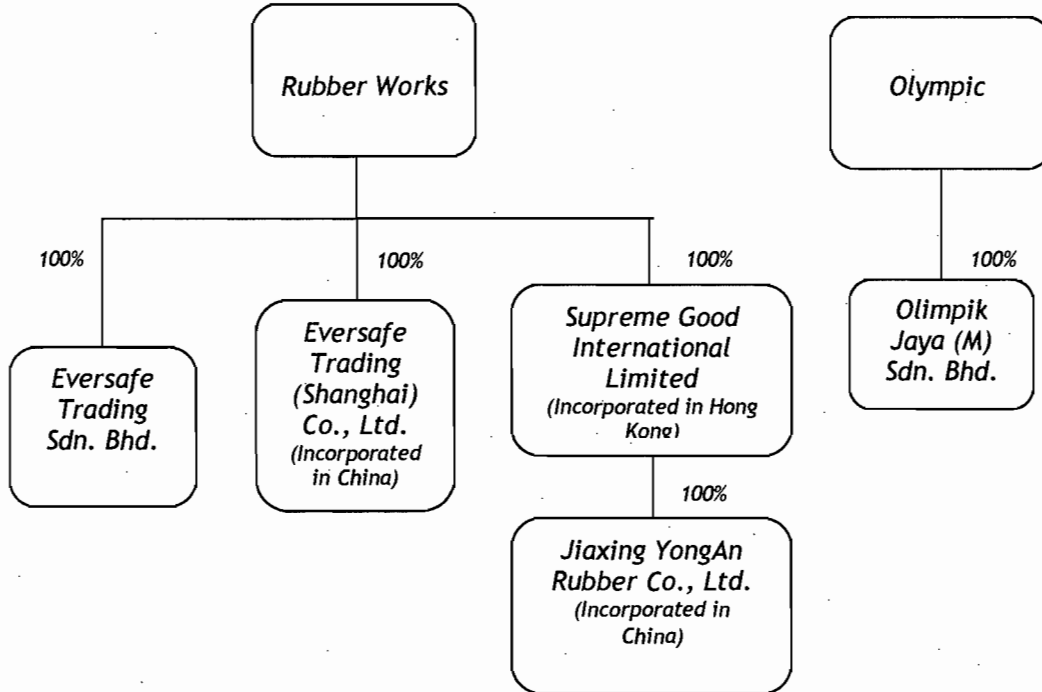 Rubber Works
Olympic
100%
100%
100%
100%
Eversafe
Trading
Sdn. Bhd.
Eversafe
Trading
(Shanghai)
Co., Ltd.
(Incorporated
in China)
Supreme Good
International
Limited
(Incorporated in Hong
Kong)
Olimpik
Jaya (M)
Sdn. Bhd.
100%
Jiaxing YongAn
Rubber Co., Ltd.
(Incorporated in
China)